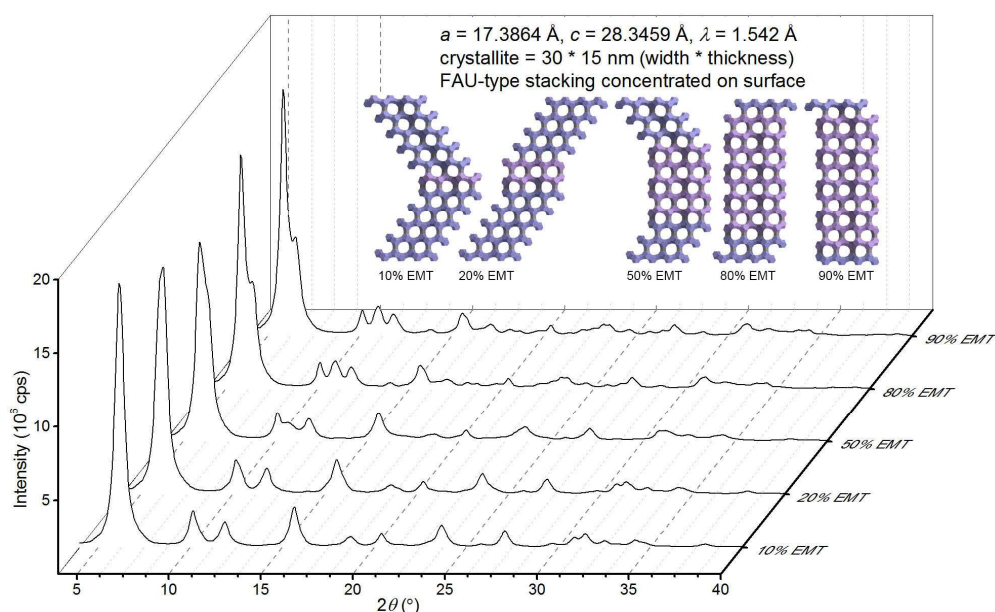 a = 17.3864 Å, c = 28.3459 Å, λ = 1.542 Å
crystallite = 30 * 15 nm (width * thickness)
FAU-type stacking concentrated on surface
10% EMT
20% EMT
50% EMT
80% EMT
90% EMT
20
15
10
5
Intensity (10³ cps)
90% EMT
80% EMT
50% EMT
20% EMT
10% EMT
5
10
15
20
25
30
35
40
2θ (°)